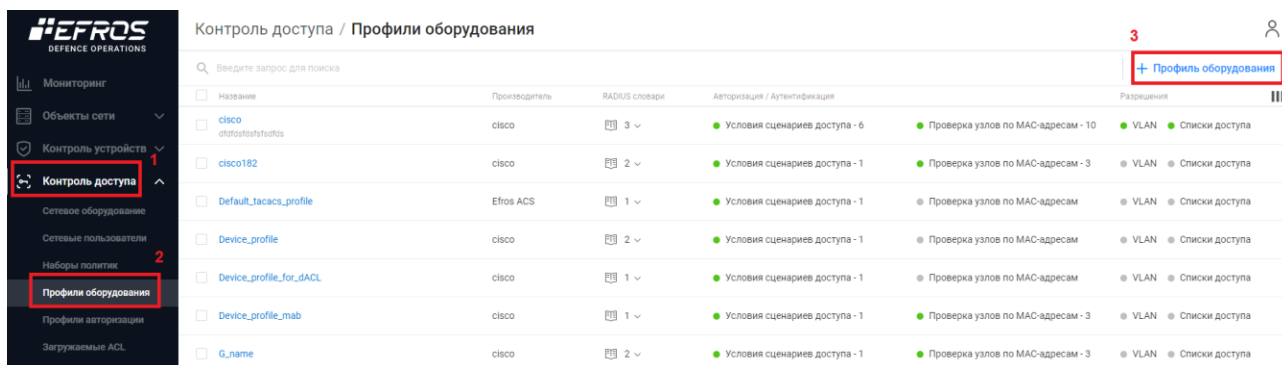 EFROS
DEFENCE OPERATIONS
Мониторинг
Объекты сети
Контроль устройств
1
Контроль доступа
Сетевое оборудование
Сетевые пользователи
Наборы политик
2
Профили оборудования
Профили авторизации
Загружаемые ACL
Контроль доступа / Профили оборудования
3
Введите запрос для поиска
+ Профиль оборудования
Название Производитель RADIUS словари Авторизация / Аутентификация Разрешения
cisco cisco 3 Условия сценариев доступа - 6 Проверка узлов по MAC-адресам - 10 VLAN Списки доступа
cisco182 cisco 2 Условия сценариев доступа - 1 Проверка узлов по MAC-адресам - 3 VLAN Списки доступа
Default_tacacs_profile Efros ACS 1 Условия сценариев доступа - 1 Проверка узлов по MAC-адресам VLAN Списки доступа
Device_profile cisco 2 Условия сценариев доступа - 1 Проверка узлов по MAC-адресам VLAN Списки доступа
Device_profile_for_dACL cisco 1 Условия сценариев доступа - 1 Проверка узлов по MAC-адресам VLAN Списки доступа
Device_profile_mab cisco 1 Условия сценариев доступа - 1 Проверка узлов по MAC-адресам - 3 VLAN Списки доступа
G_name cisco 2 Условия сценариев доступа - 1 Проверка узлов по MAC-адресам - 3 VLAN Списки доступа